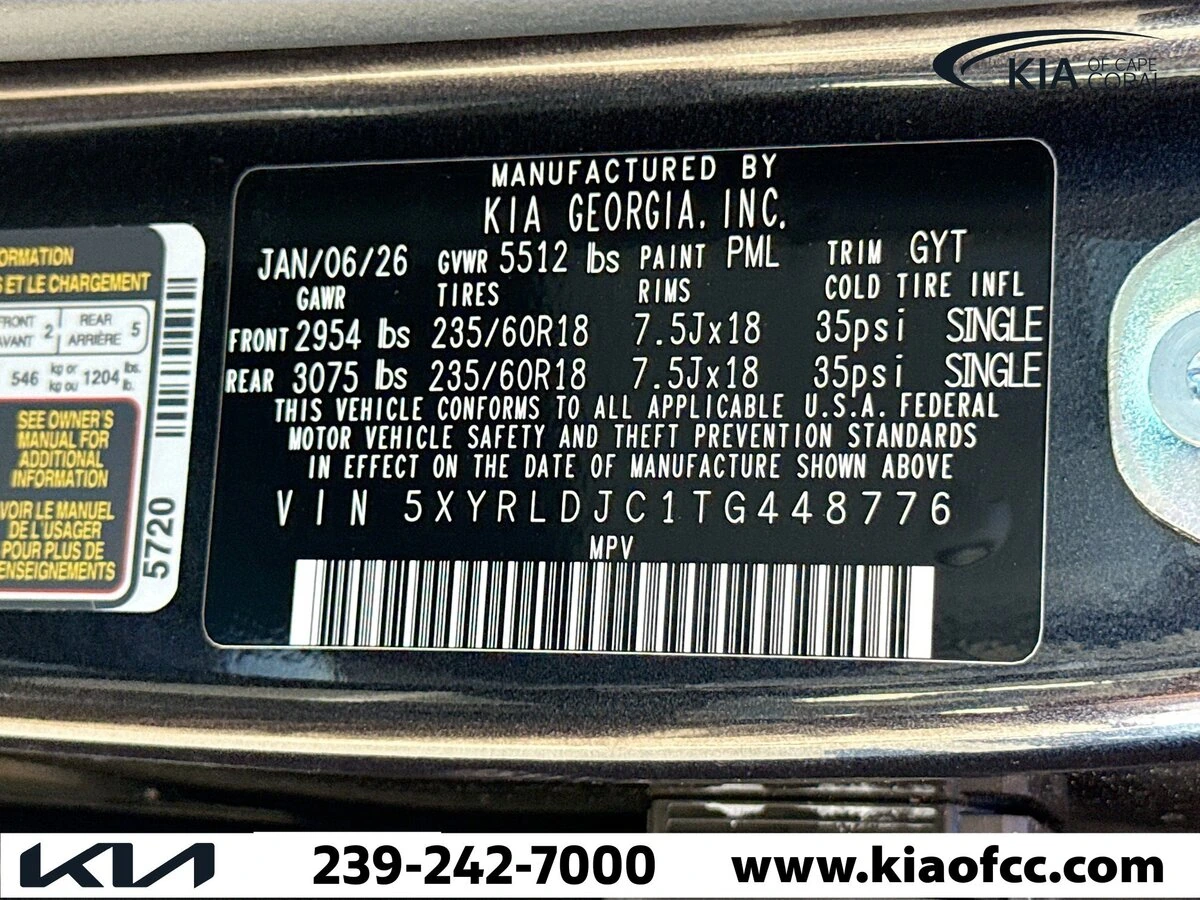 KIA OF CAPE CORAL
MANUFACTURED BY
KIA GEORGIA, INC.
JAN/06/26 GVWR 5512 lbs PAINT PML TRIM GYT
GAWR TIRES RIMS COLD TIRE INFL
FRONT 2954 lbs 235/60R18 7.5Jx18 35psi SINGLE
REAR 3075 lbs 235/60R18 7.5Jx18 35psi SINGLE
THIS VEHICLE CONFORMS TO ALL APPLICABLE U.S.A. FEDERAL
MOTOR VEHICLE SAFETY AND THEFT PREVENTION STANDARDS
IN EFFECT ON THE DATE OF MANUFACTURE SHOWN ABOVE
VIN 5XYRLDJC1TG448776
MPV
ET LE CHARGEMENT
FRONT 2 REAR 5
AVANT ARRIÈRE
546 kg or 1204 lbs.
kg ou lb.
SEE OWNER'S
MANUAL FOR
ADDITIONAL
INFORMATION
VOIR LE MANUEL
DE L'USAGER
POUR PLUS DE
5720
KIA 239-242-7000 www.kiaofcc.com